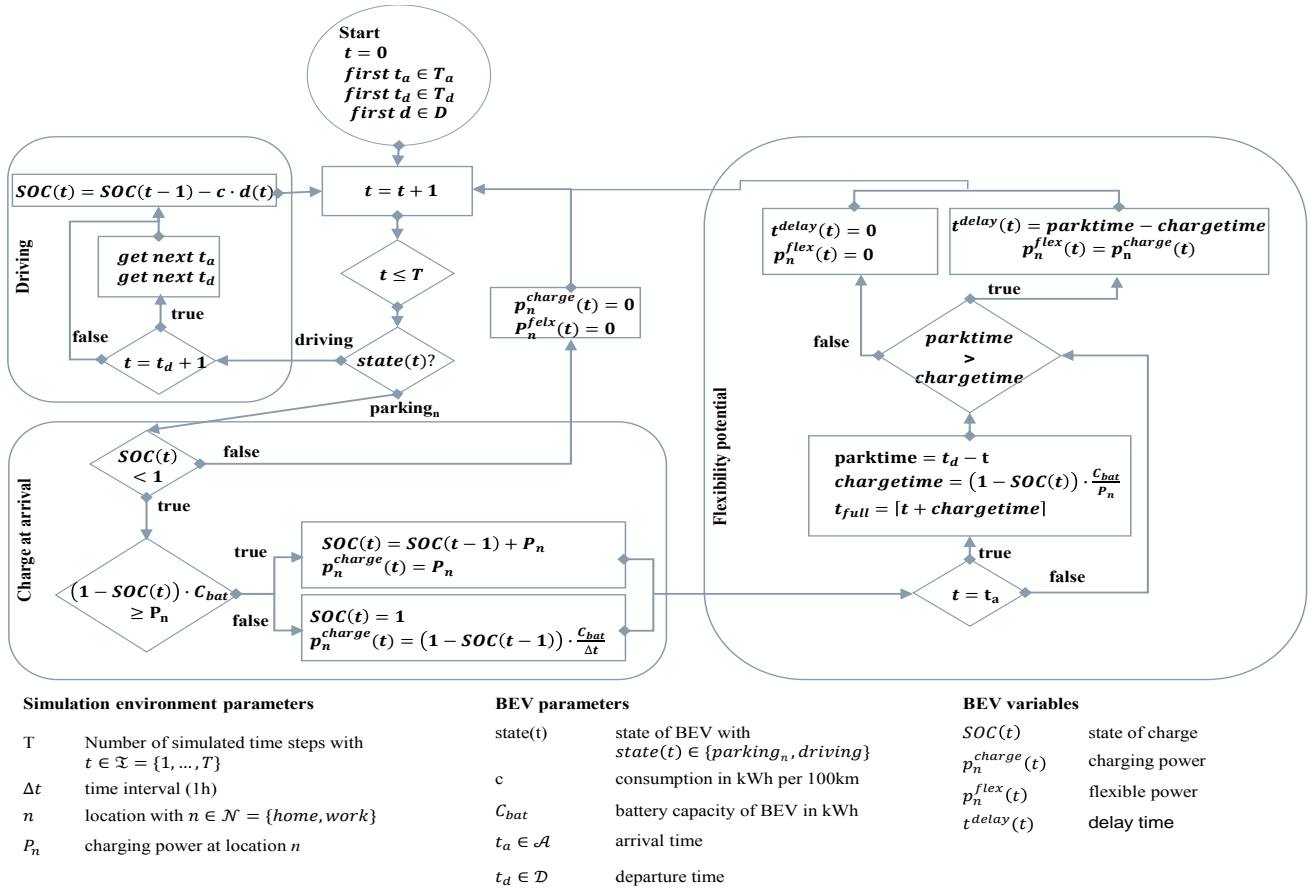 Start
t = 0
first t_a ∈ T_a
first t_d ∈ T_d
first d ∈ D
t = t + 1
t ≤ T
state(t)?
driving
parking_n
Driving
SOC(t) = SOC(t − 1) − c · d(t)
get next t_a
get next t_d
true
false
t = t_d + 1
p_n^charge(t) = 0
P_n^felx(t) = 0
Charge at arrival
SOC(t)
< 1
false
true
(1 − SOC(t)) · C_bat
≥ P_n
true
false
SOC(t) = SOC(t − 1) + P_n
p_n^charge(t) = P_n
SOC(t) = 1
p_n^charge(t) = (1 − SOC(t − 1)) · C_bat/Δt
Flexibility potential
t^delay(t) = 0
p_n^flex(t) = 0
t^delay(t) = parktime − chargetime
p_n^flex(t) = p_n^charge(t)
true
false
parktime
>
chargetime
parktime = t_d − t
chargetime = (1 − SOC(t)) · C_bat/P_n
t_full = ⌈t + chargetime⌉
true
false
t = t_a
Simulation environment parameters
T Number of simulated time steps with
t ∈ 𝔗 = {1, … , T}
Δt time interval (1h)
n location with n ∈ 𝒩 = {home, work}
P_n charging power at location n
BEV parameters
state(t) state of BEV with
state(t) ∈ {parking_n, driving}
c consumption in kWh per 100km
C_bat battery capacity of BEV in kWh
t_a ∈ 𝒜 arrival time
t_d ∈ 𝒟 departure time
BEV variables
SOC(t) state of charge
p_n^charge(t) charging power
p_n^flex(t) flexible power
t^delay(t) delay time